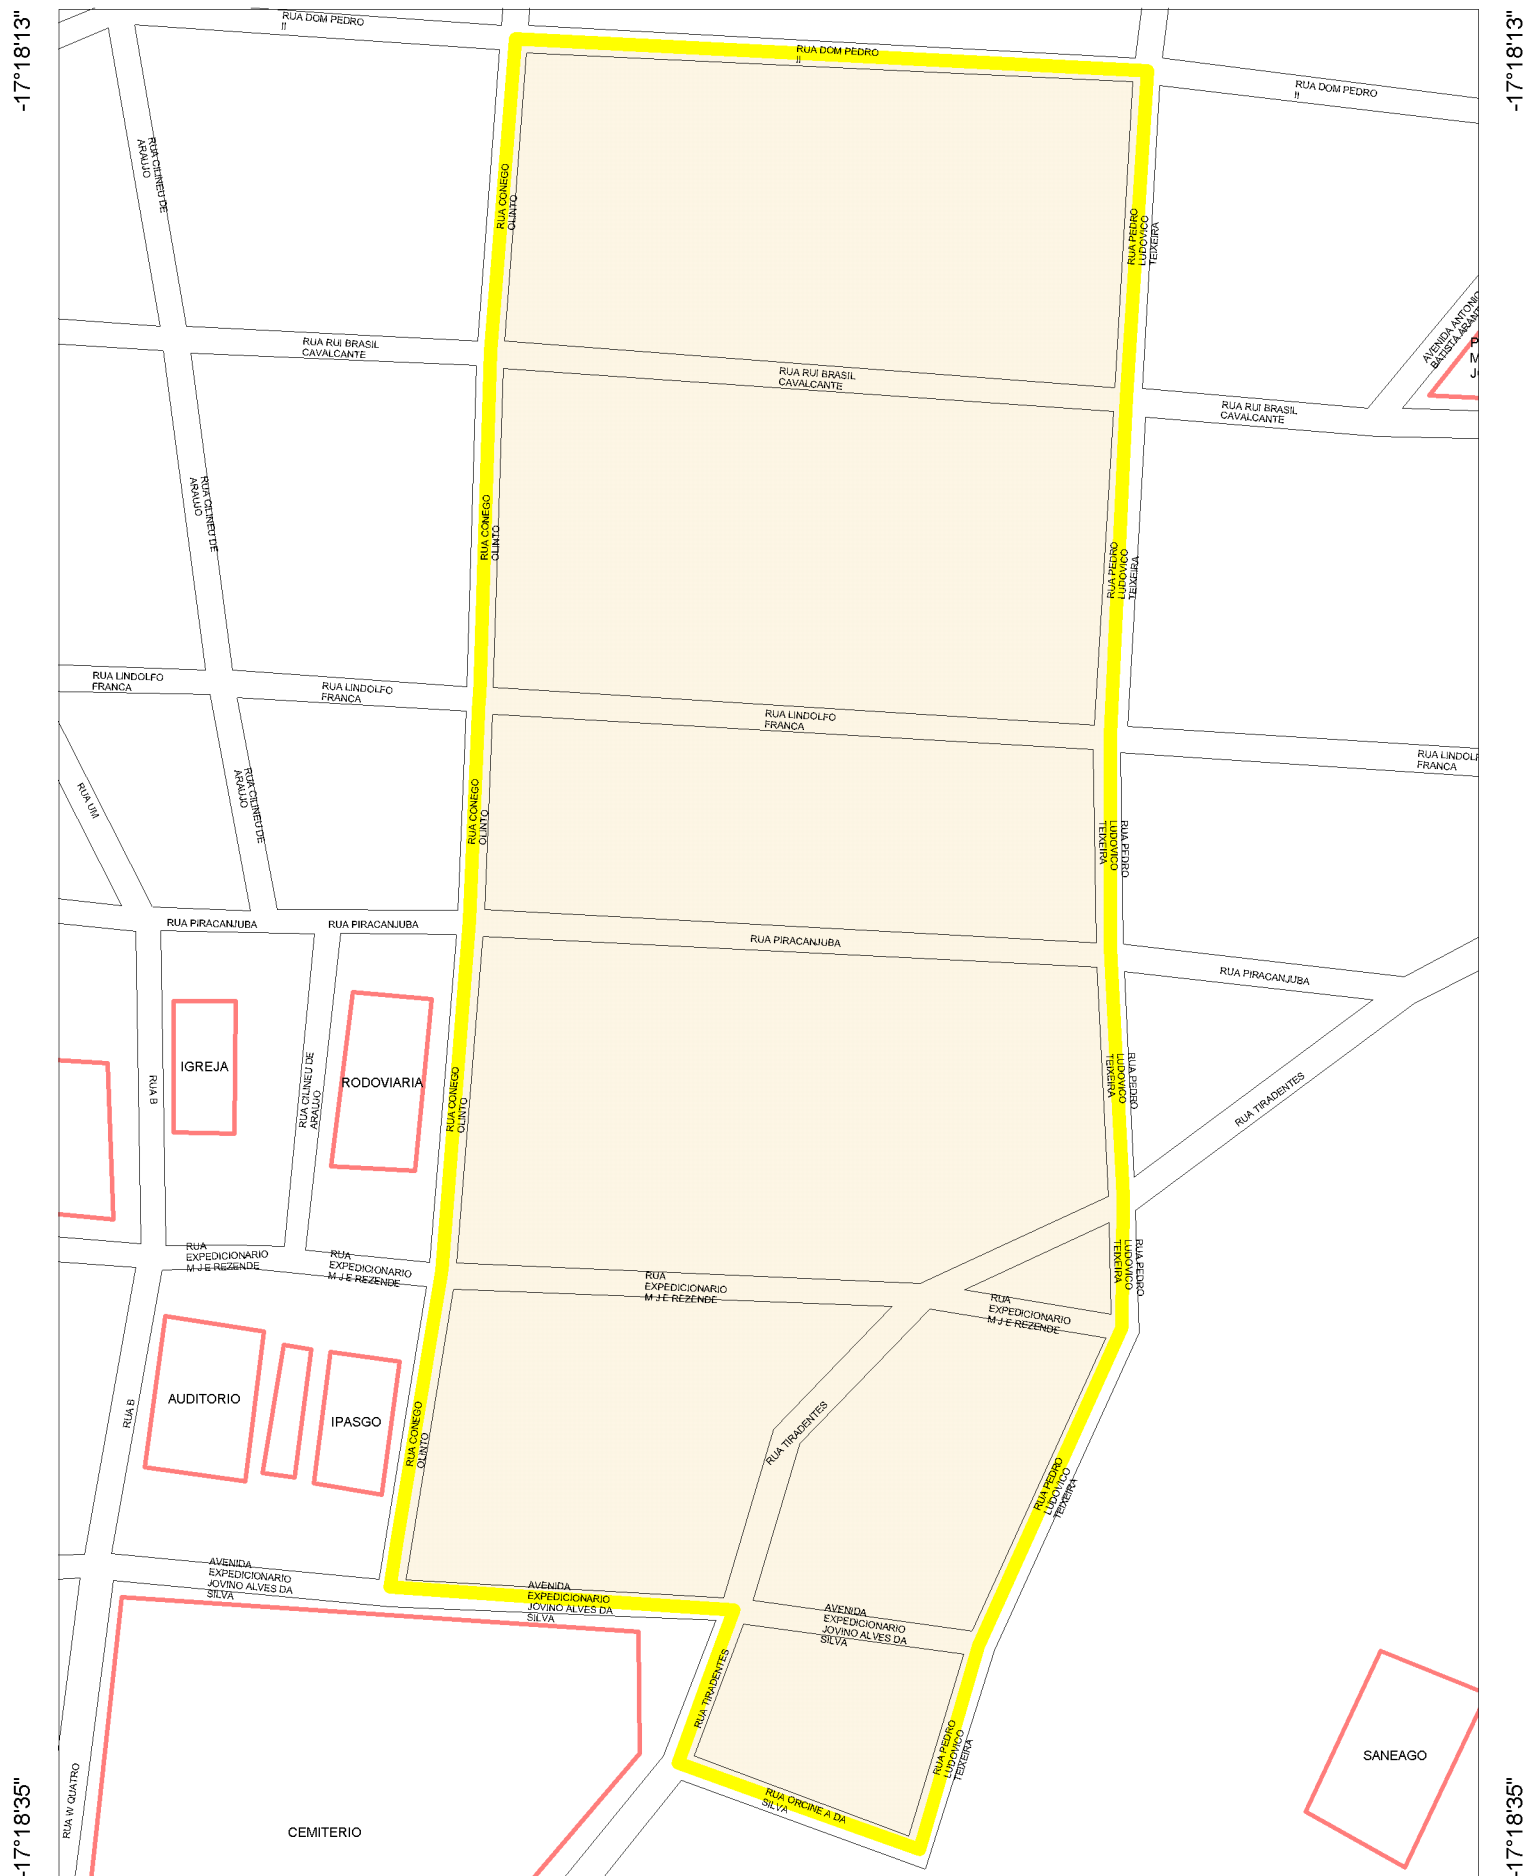 -17°18'13"
-17°18'13"
RUA DOM PEDRO
II
RUA DOM PEDRO
II
RUA DOM PEDRO
II
RUA CILINEU DE
ARAUJO
RUA CONEGO
OLINTO
RUA PEDRO
LUDOVICO
TEIXEIRA
AVENIDA ANTONIO
P
M
RUA RUI BRASIL
CAVALCANTE
RUA RUI BRASIL
CAVALCANTE
RUA RUI BRASIL
CAVALCANTE
RUA CILINEU DE
ARAUJO
RUA CONEGO
OLINTO
RUA PEDRO
LUDOVICO
TEIXEIRA
RUA LINDOLFO
FRANCA
RUA LINDOLFO
FRANCA
RUA LINDOLFO
FRANCA
RUA LINDOLF
FRANCA
RUA UM
RUA CILINEU DE
ARAUJO
RUA CONEGO
OLINTO
RUA PEDRO
LUDOVICO
TEIXEIRA
RUA PIRACANJUBA
RUA PIRACANJUBA
RUA PIRACANJUBA
RUA PIRACANJUBA
IGREJA
RODOVIARIA
RUA B
RUA CILINEU DE
ARAUJO
RUA CONEGO
OLINTO
RUA PEDRO
LUDOVICO
TEIXEIRA
RUA TIRADENTES
RUA
EXPEDICIONARIO
M J E REZENDE
RUA
EXPEDICIONARIO
M J E REZENDE
RUA
EXPEDICIONARIO
M J E REZENDE
RUA
EXPEDICIONARIO
M J E REZENDE
RUA PEDRO
LUDOVICO
TEIXEIRA
AUDITORIO
IPASGO
RUA B
RUA CONEGO
OLINTO
RUA TIRADENTES
RUA PEDRO
LUDOVICO
TEIXEIRA
AVENIDA
EXPEDICIONARIO
JOVINO ALVES DA
SILVA
AVENIDA
EXPEDICIONARIO
JOVINO ALVES DA
SILVA
AVENIDA
EXPEDICIONARIO
JOVINO ALVES DA
SILVA
RUA TIRADENTES
RUA PEDRO
LUDOVICO
TEIXEIRA
SANEAGO
RUA W QUATRO
RUA ORCINE A DA
SILVA
CEMITERIO
-17°18'35"
-17°18'35"